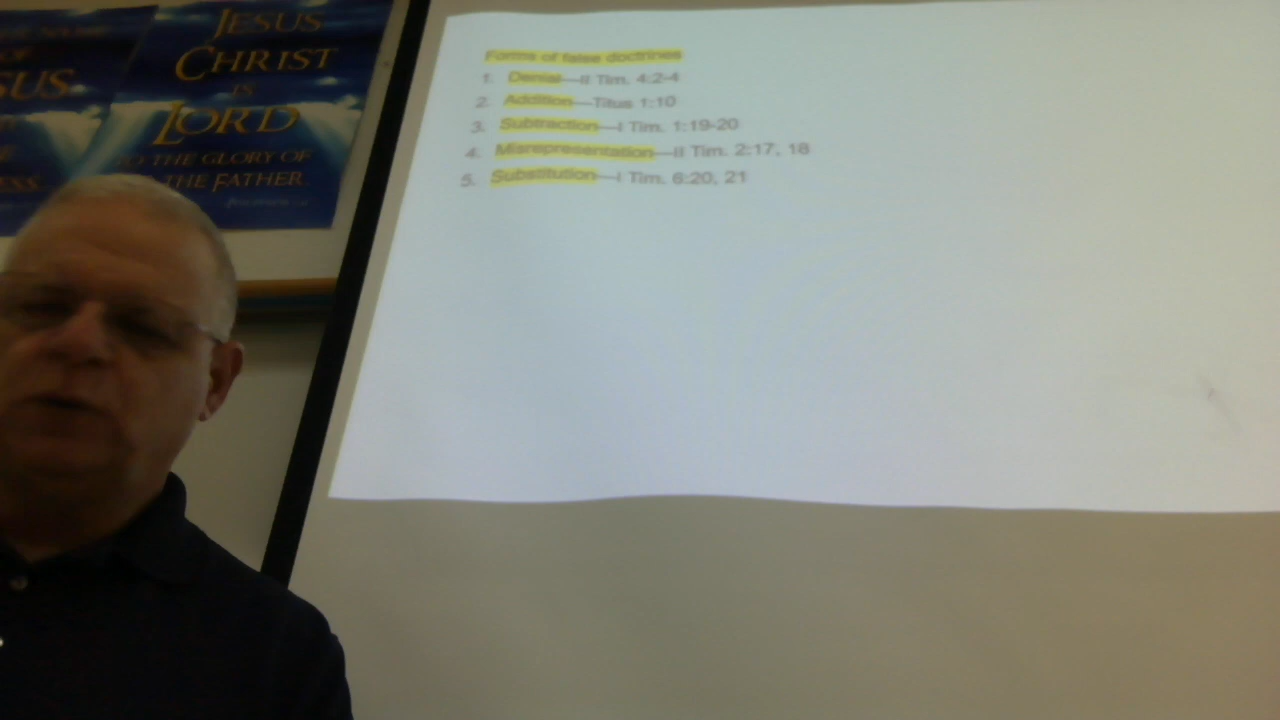 SUS
JESUS
CHRIST
IS
LORD
TO THE GLORY OF
THE FATHER.
Forms of false doctrines
1. Denial—II Tim. 4:2-4
2. Addition—Titus 1:10
3. Subtraction—I Tim. 1:19-20
4. Misrepresentation—II Tim. 2:17, 18
5. Substitution—I Tim. 6:20, 21